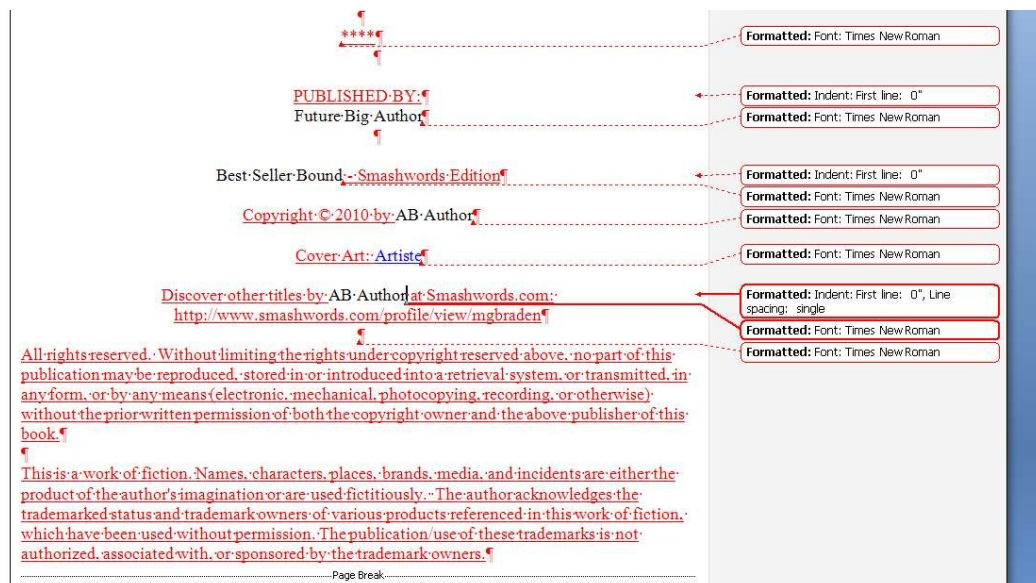 ****
Formatted: Font: Times New Roman
PUBLISHED BY:
Formatted: Indent: First line: 0"
Future Big Author
Formatted: Font: Times New Roman
Best Seller Bound - Smashwords Edition
Formatted: Indent: First line: 0"
Formatted: Font: Times New Roman
Copyright © 2010 by AB Author
Formatted: Font: Times New Roman
Cover Art: Artiste
Formatted: Font: Times New Roman
Discover other titles by AB Author at Smashwords.com:
Formatted: Indent: First line: 0", Line
spacing: single
http://www.smashwords.com/profile/view/mgbraden
Formatted: Font: Times New Roman
Formatted: Font: Times New Roman
All rights reserved. Without limiting the rights under copyright reserved above, no part of this
publication may be reproduced, stored in or introduced into a retrieval system, or transmitted, in
any form, or by any means (electronic, mechanical, photocopying, recording, or otherwise)
without the prior written permission of both the copyright owner and the above publisher of this
book.
This is a work of fiction. Names, characters, places, brands, media, and incidents are either the
product of the author's imagination or are used fictitiously. The author acknowledges the
trademarked status and trademark owners of various products referenced in this work of fiction,
which have been used without permission. The publication/use of these trademarks is not
authorized, associated with, or sponsored by the trademark owners.
Page Break